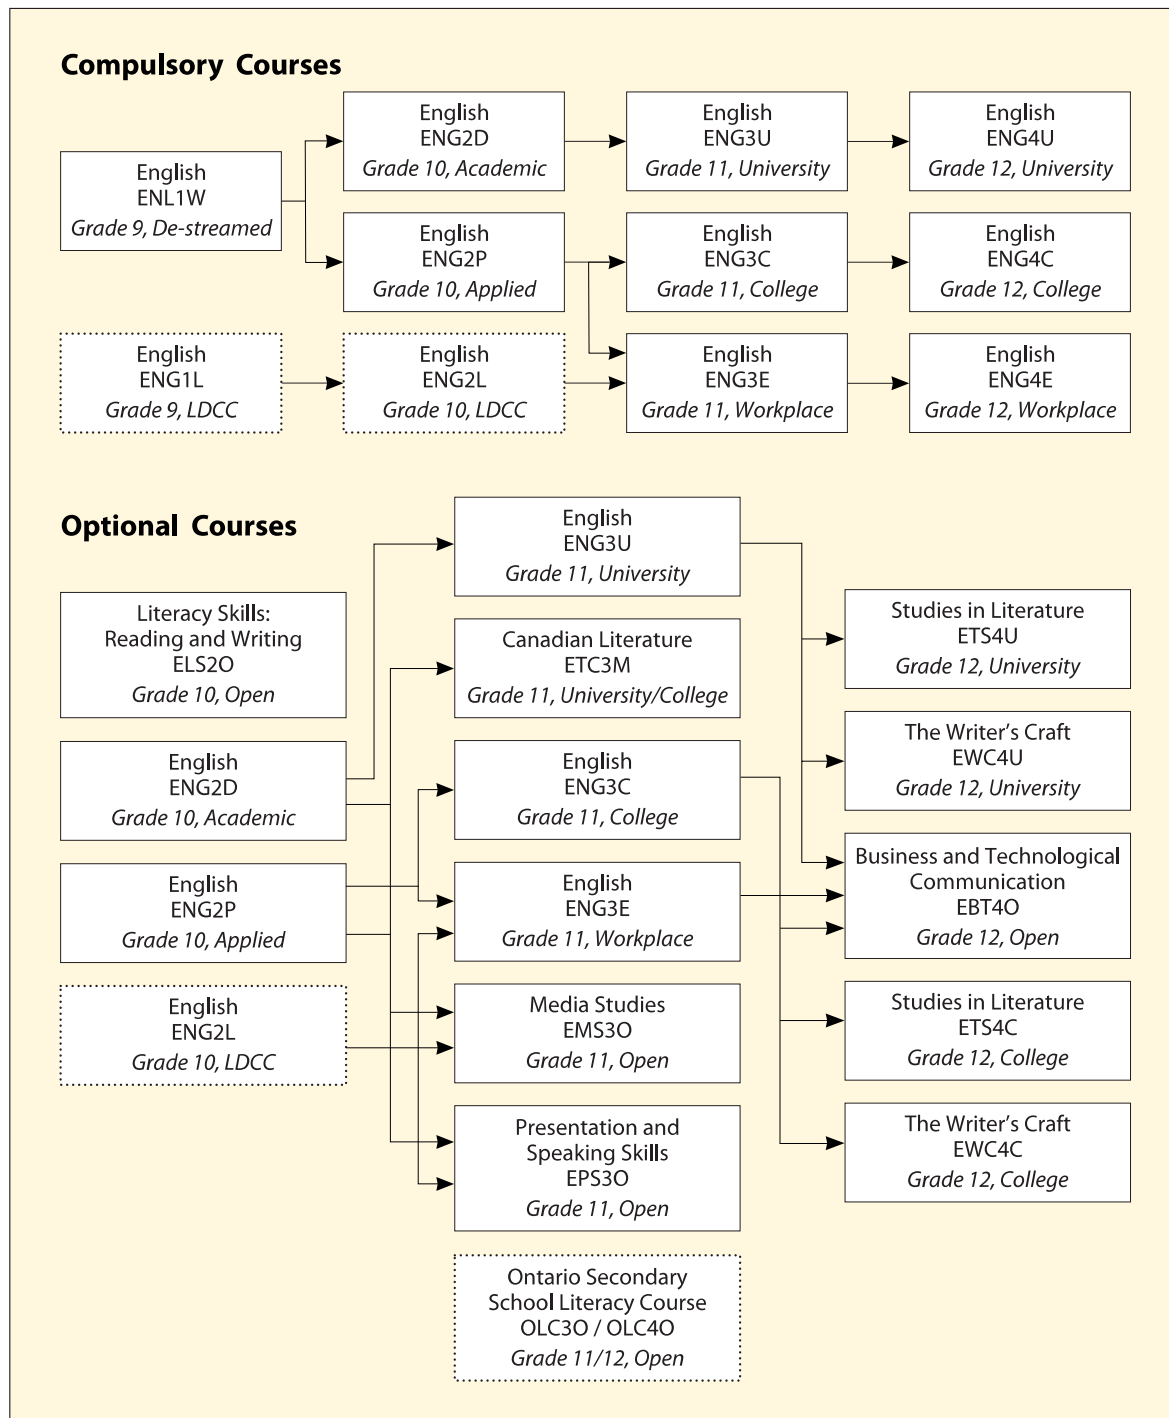 Compulsory Courses
English
ENL1W
Grade 9, De-streamed
English
ENG2D
Grade 10, Academic
English
ENG3U
Grade 11, University
English
ENG4U
Grade 12, University
English
ENG2P
Grade 10, Applied
English
ENG3C
Grade 11, College
English
ENG4C
Grade 12, College
English
ENG1L
Grade 9, LDCC
English
ENG2L
Grade 10, LDCC
English
ENG3E
Grade 11, Workplace
English
ENG4E
Grade 12, Workplace
Optional Courses
Literacy Skills:
Reading and Writing
ELS2O
Grade 10, Open
English
ENG2D
Grade 10, Academic
English
ENG2P
Grade 10, Applied
English
ENG2L
Grade 10, LDCC
English
ENG3U
Grade 11, University
Canadian Literature
ETC3M
Grade 11, University/College
English
ENG3C
Grade 11, College
English
ENG3E
Grade 11, Workplace
Media Studies
EMS3O
Grade 11, Open
Presentation and
Speaking Skills
EPS3O
Grade 11, Open
Ontario Secondary
School Literacy Course
OLC3O / OLC4O
Grade 11/12, Open
Studies in Literature
ETS4U
Grade 12, University
The Writer's Craft
EWC4U
Grade 12, University
Business and Technological
Communication
EBT4O
Grade 12, Open
Studies in Literature
ETS4C
Grade 12, College
The Writer's Craft
EWC4C
Grade 12, College